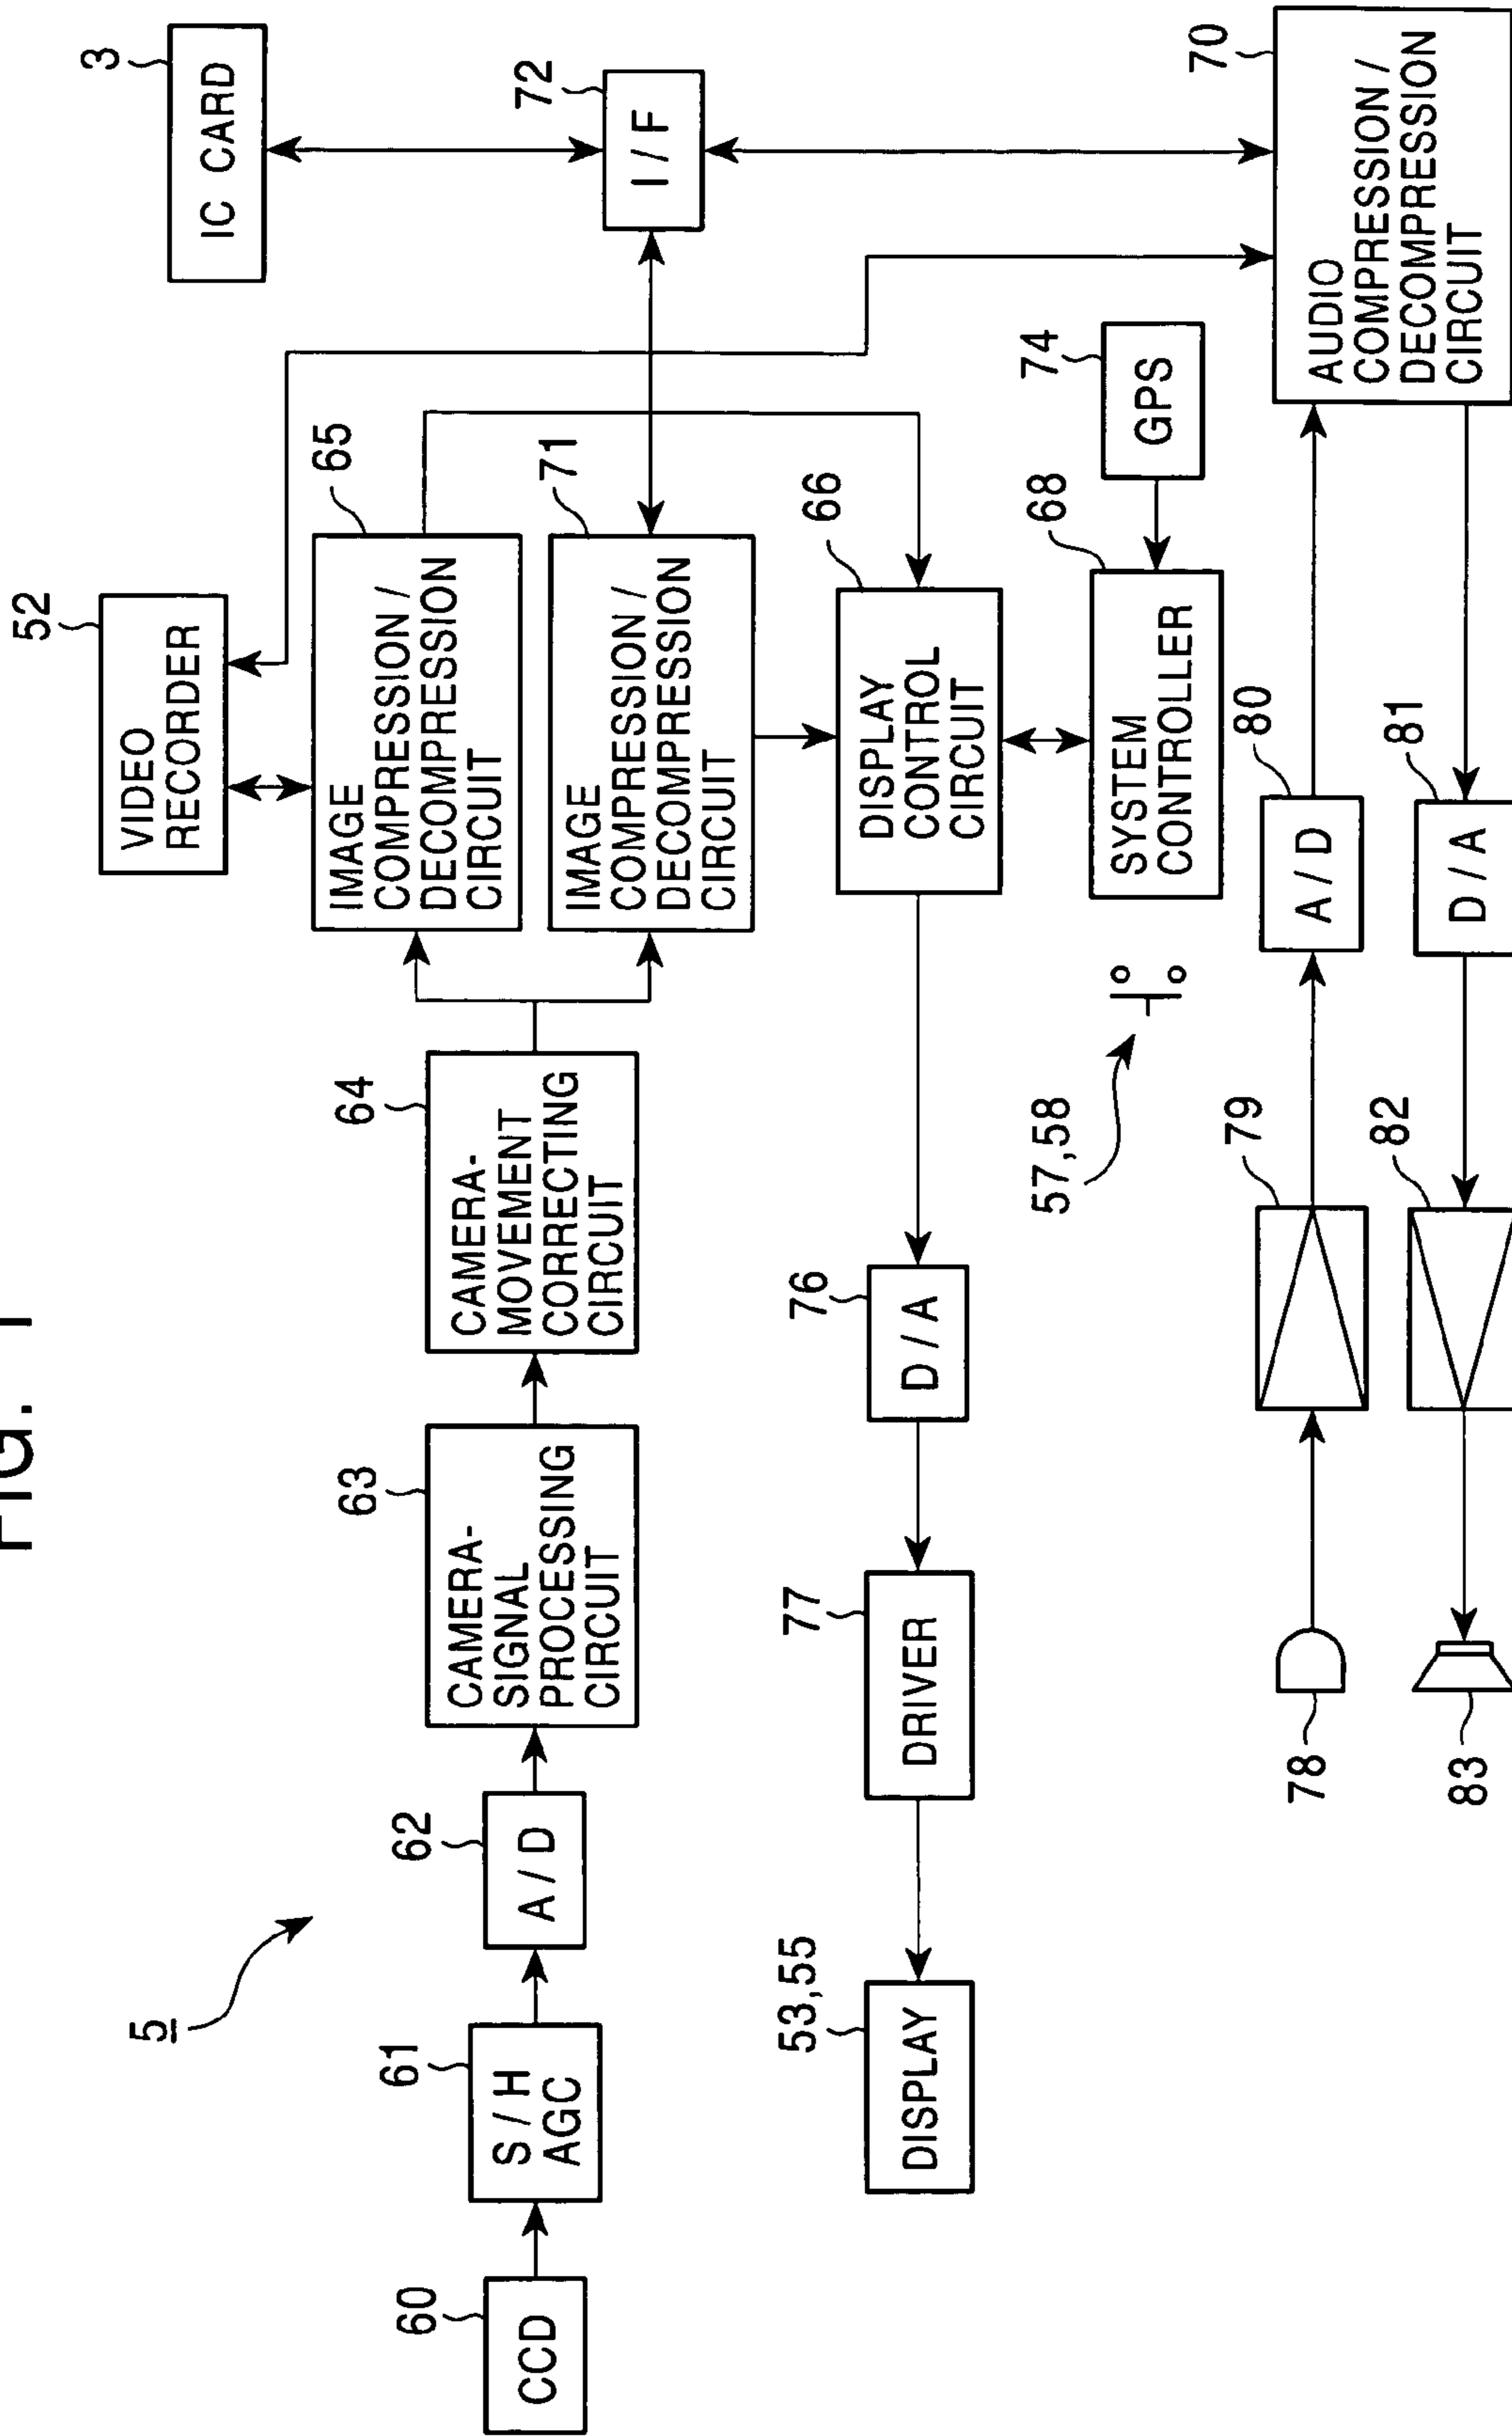 FIG. 1
5
60
CCD
61
S / H
AGC
62
A / D
63
CAMERA-
SIGNAL
PROCESSING
CIRCUIT
64
CAMERA-
MOVEMENT
CORRECTING
CIRCUIT
52
VIDEO
RECORDER
65
IMAGE
COMPRESSION /
DECOMPRESSION
CIRCUIT
71
IMAGE
COMPRESSION /
DECOMPRESSION
CIRCUIT
3
IC CARD
72
I / F
53,55
DISPLAY
77
DRIVER
76
D / A
66
DISPLAY
CONTROL
CIRCUIT
68
SYSTEM
CONTROLLER
74
GPS
57,58
78
79
80
A / D
70
AUDIO
COMPRESSION /
DECOMPRESSION
CIRCUIT
83
82
81
D / A